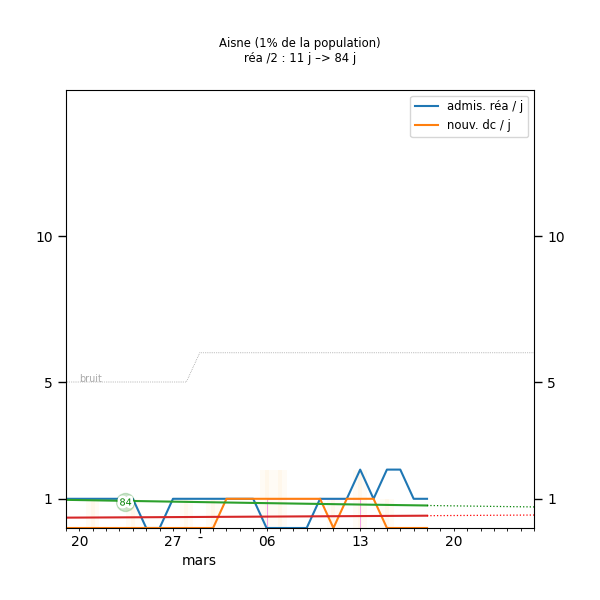 Aisne (1% de la population)
réa /2 : 11 j –> 84 j
admis. réa / j
nouv. dc / j
10
10
bruit
5
5
84
1
1
20
27
-
06
13
20
mars